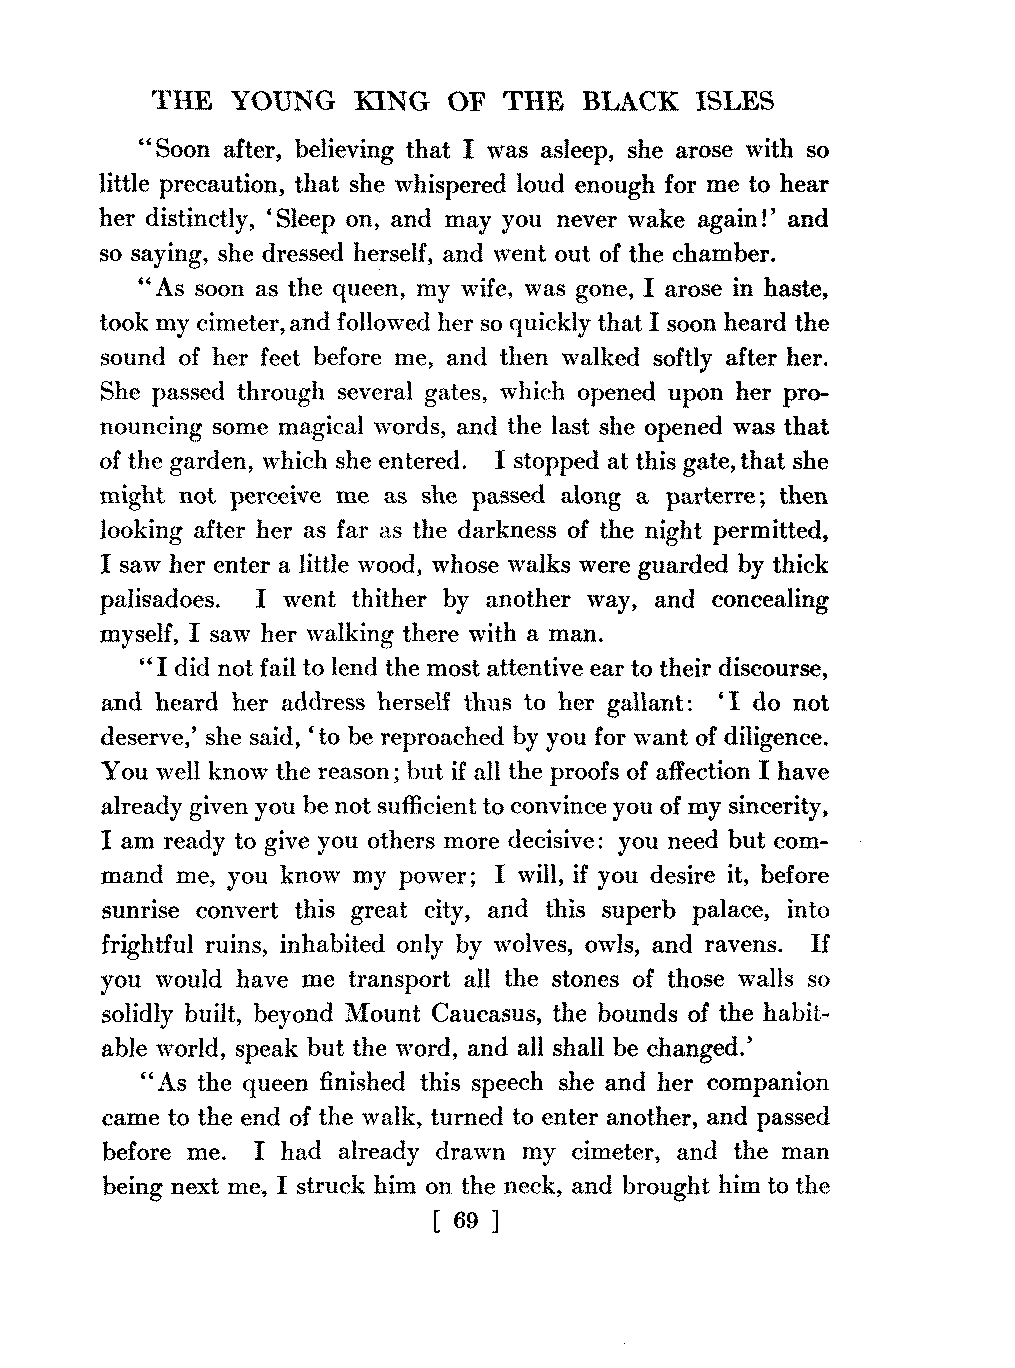 THE YOUNG KING OF THE BLACK ISLES
"Soon after, believing that I was asleep, she arose with so
little precaution, that she whispered loud enough for me to hear
her distinctly, 'Sleep on, and may you never wake again!' and
so saying, she dressed herself, and went out of the chamber.
"As soon as the queen, my wife, was gone, I arose in haste,
took my cimeter, and followed her so quickly that I soon heard the
sound of her feet before me, and then walked softly after her.
She passed through several gates, which opened upon her pro-
nouncing some magical words, and the last she opened was that
of the garden, which she entered. I stopped at this gate, that she
might not perceive me as she passed along a parterre; then
looking after her as far as the darkness of the night permitted,
I saw her enter a little wood, whose walks were guarded by thick
palisadoes. I went thither by another way, and concealing
myself, I saw her walking there with a man.
"I did not fail to lend the most attentive ear to their discourse,
and heard her address herself thus to her gallant: 'I do not
deserve,' she said, 'to be reproached by you for want of diligence.
You well know the reason; but if all the proofs of affection I have
already given you be not sufficient to convince you of my sincerity,
I am ready to give you others more decisive: you need but com-
mand me, you know my power; I will, if you desire it, before
sunrise convert this great city, and this superb palace, into
frightful ruins, inhabited only by wolves, owls, and ravens. If
you would have me transport all the stones of those walls so
solidly built, beyond Mount Caucasus, the bounds of the habit-
able world, speak but the word, and all shall be changed.'
"As the queen finished this speech she and her companion
came to the end of the walk, turned to enter another, and passed
before me. I had already drawn my cimeter, and the man
being next me, I struck him on the neck, and brought him to the
[ 69 ]